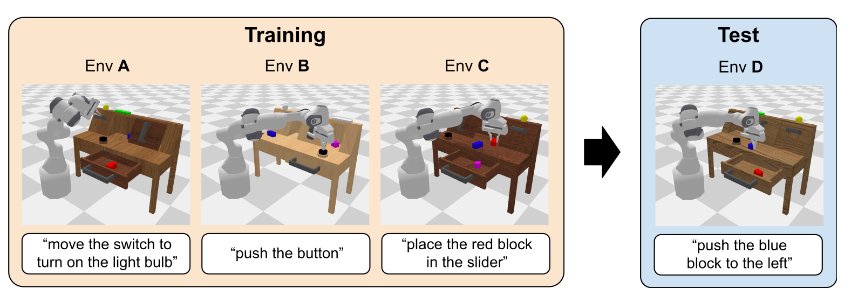 Training
Test
Env A
Env B
Env C
Env D
“move the switch to
turn on the light bulb”
“push the button”
“place the red block
in the slider”
“push the blue
block to the left”